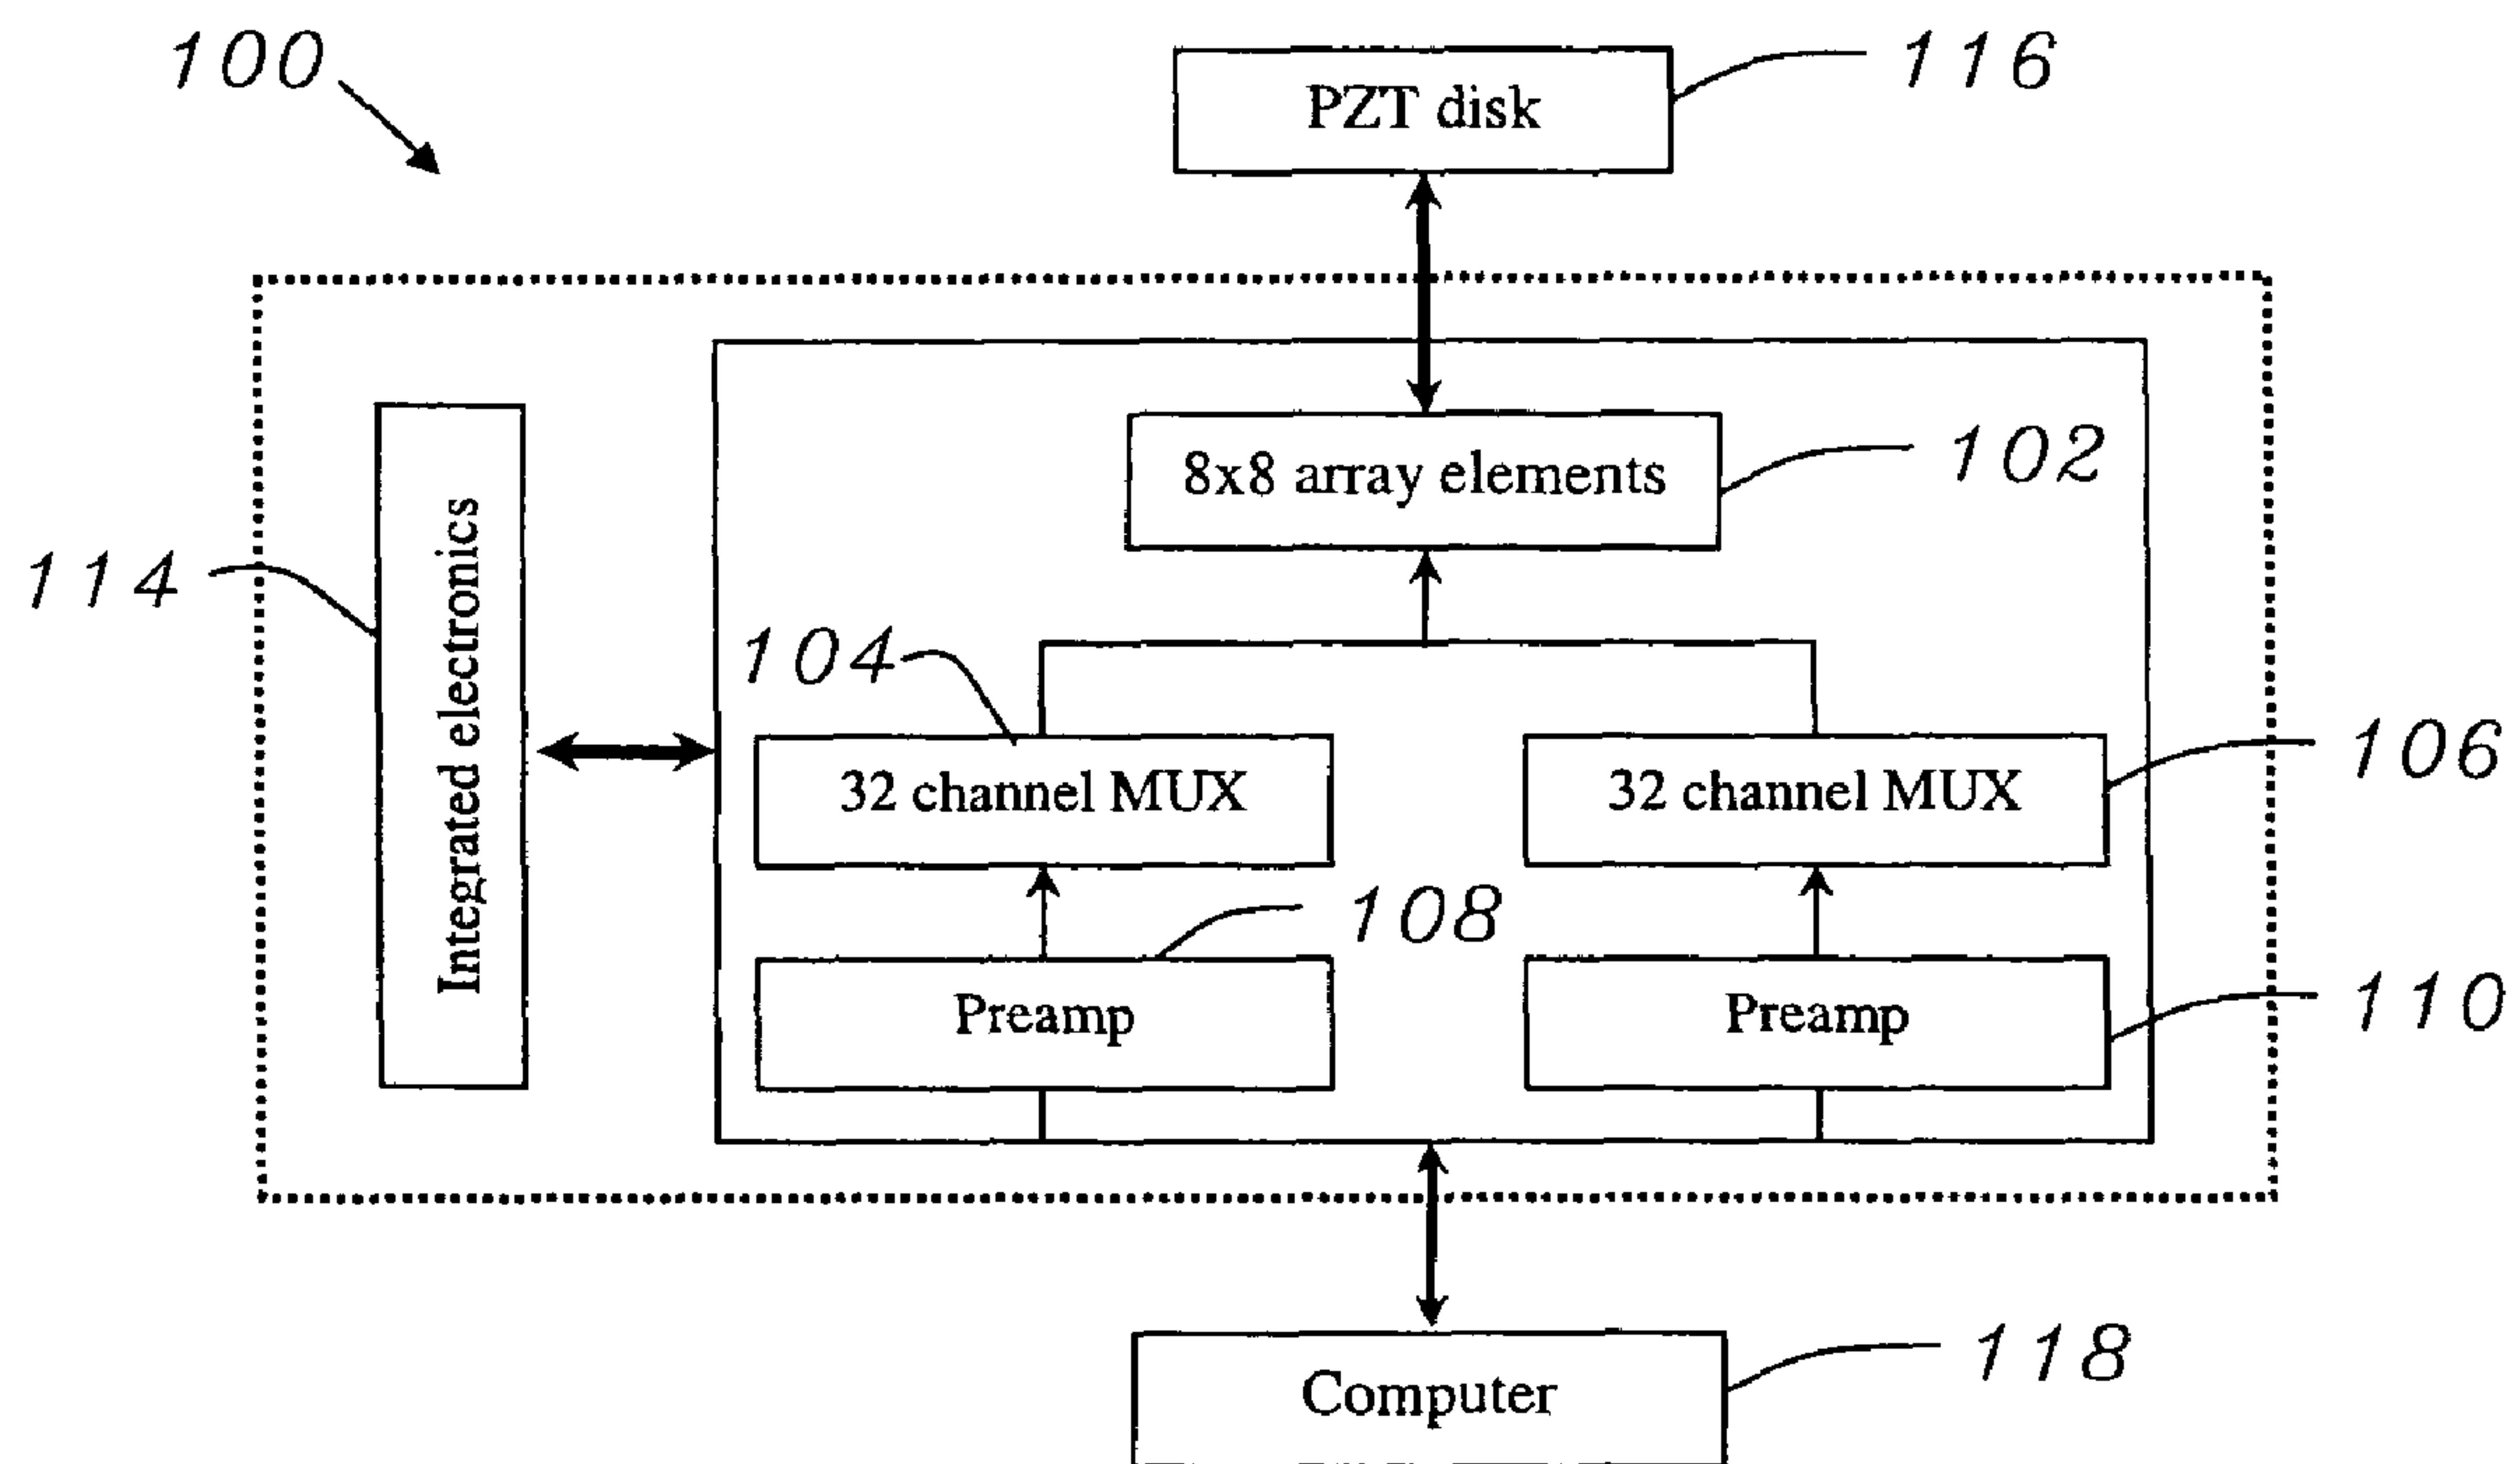 100
PZT disk
116
8x8 array elements
102
114
Integrated electronics
104
32 channel MUX
32 channel MUX
106
108
Preamp
Preamp
110
Computer
118